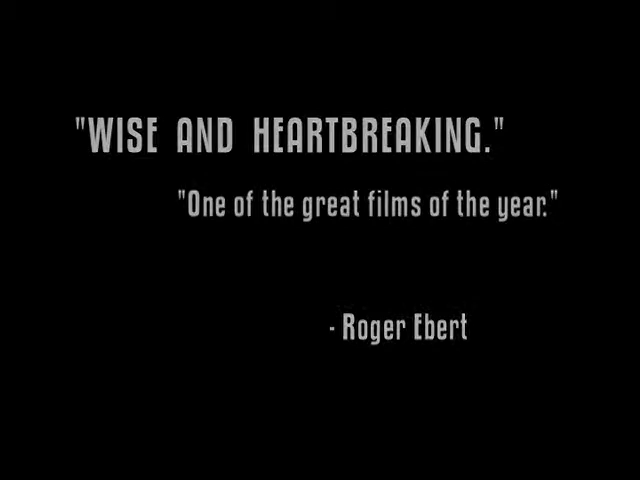 "WISE AND HEARTBREAKING."
"One of the great films of the year."
- Roger Ebert